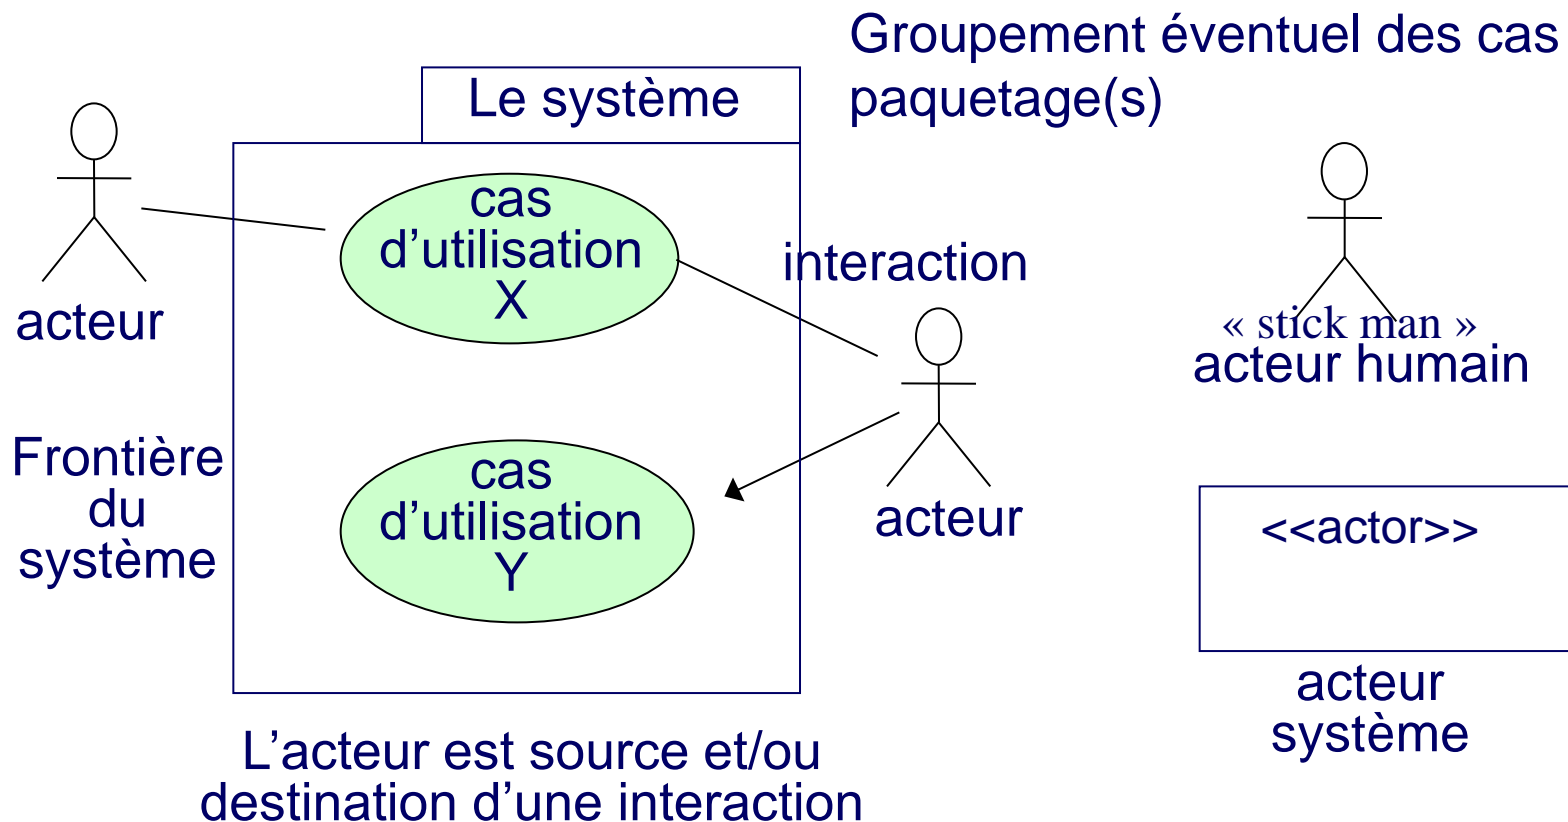 Groupement éventuel des cas
paquetage(s)
Le système
cas
d’utilisation
X
interaction
acteur
« stick man »
acteur humain
Frontière
du
système
cas
d’utilisation
Y
acteur
<<actor>>
acteur
système
L’acteur est source et/ou
destination d’une interaction